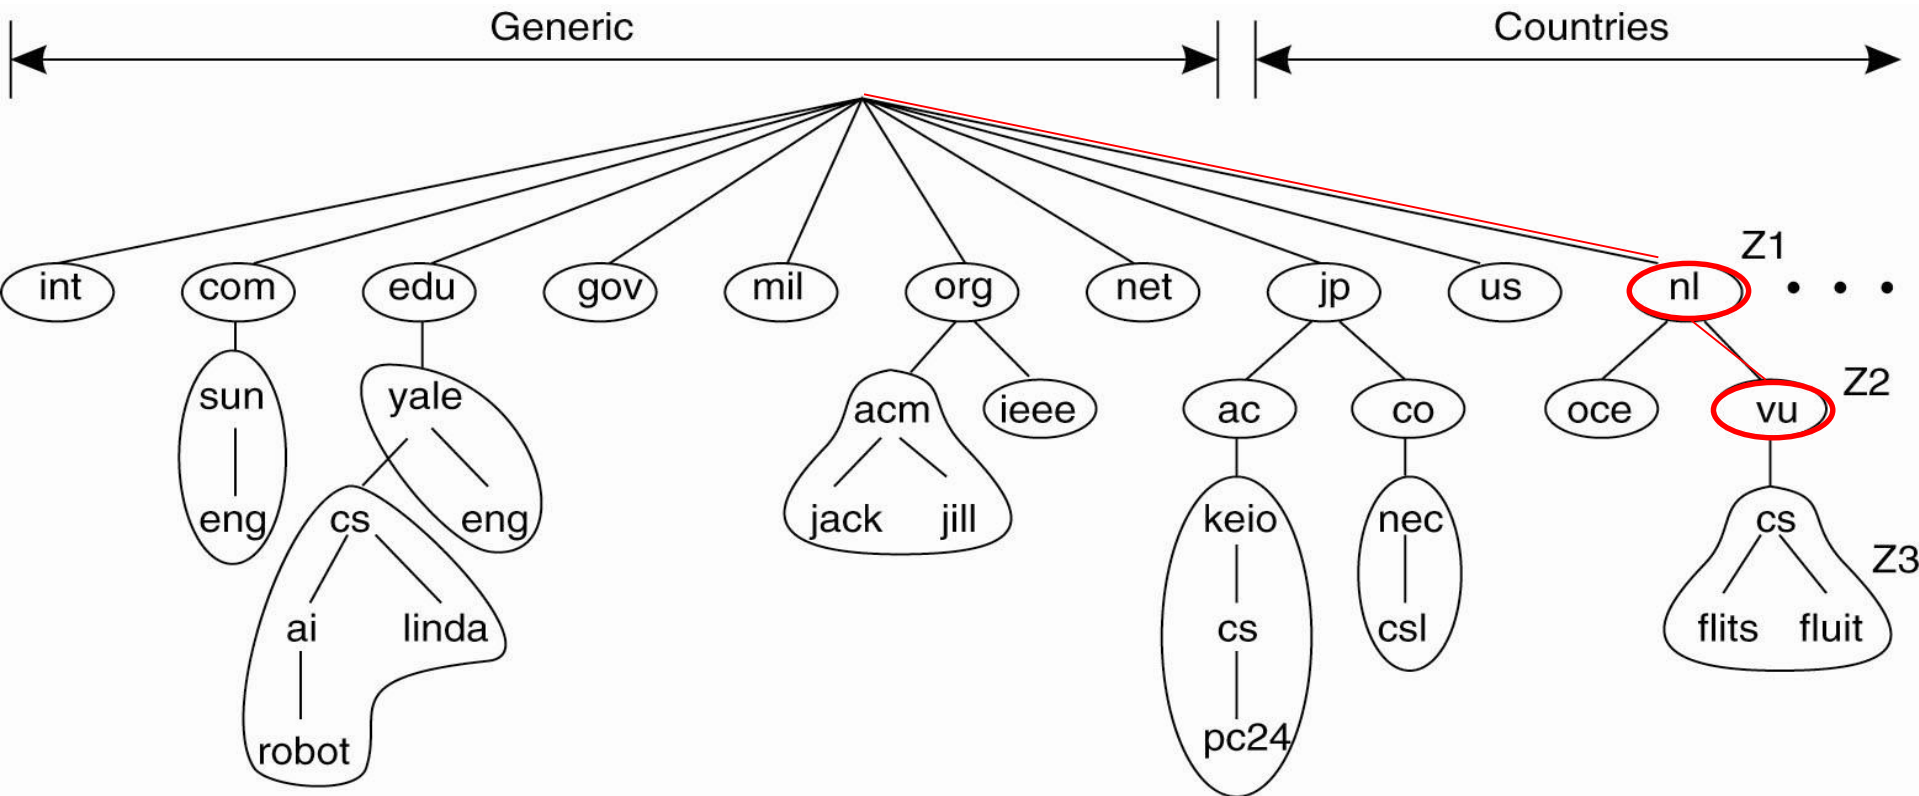 Generic Countries
Z1
int com edu gov mil org net jp us nl • • •
Z2
sun yale acm ieee ac co oce vu
eng cs eng jack jill keio nec cs
Z3
ai linda cs csl flits fluit
robot pc24